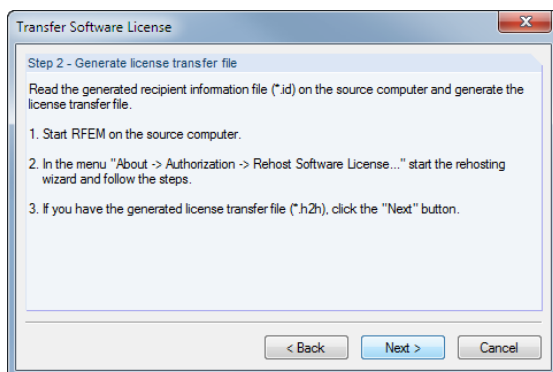 Transfer Software License
Step 2 - Generate license transfer file
Read the generated recipient information file (*.id) on the source computer and generate the
license transfer file.
1. Start RFEM on the source computer.
2. In the menu "About -> Authorization -> Rehost Software License..." start the rehosting
wizard and follow the steps.
3. If you have the generated license transfer file (*.h2h), click the "Next" button.
< Back
Next >
Cancel